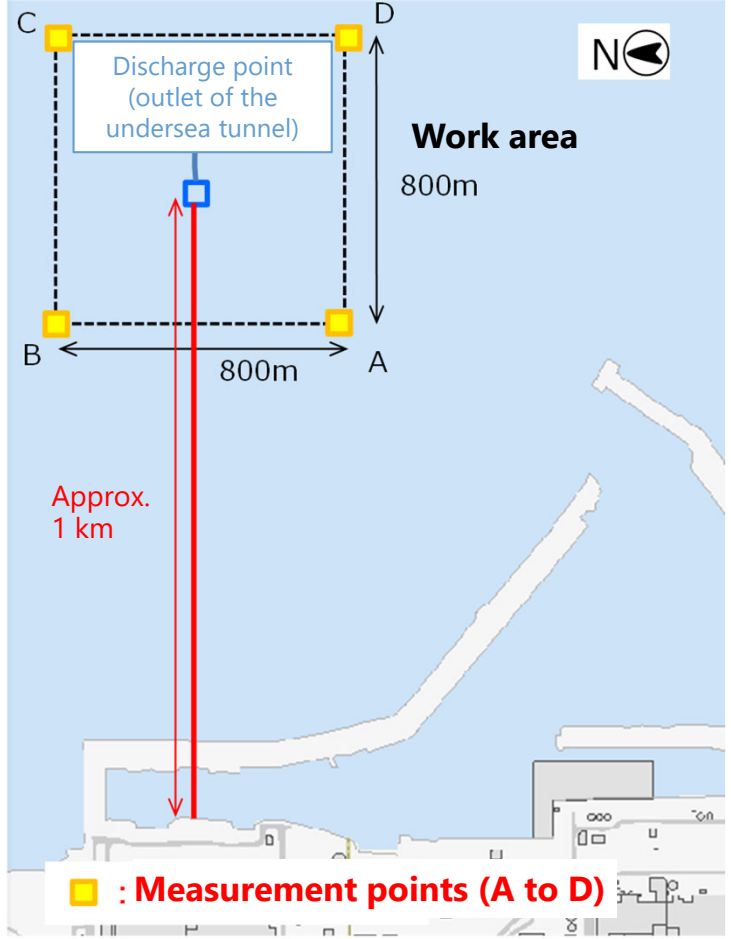 C
D
Discharge point
(outlet of the
undersea tunnel)
N
Work area
800m
B
800m
A
Approx.
1 km
: Measurement points (A to D)